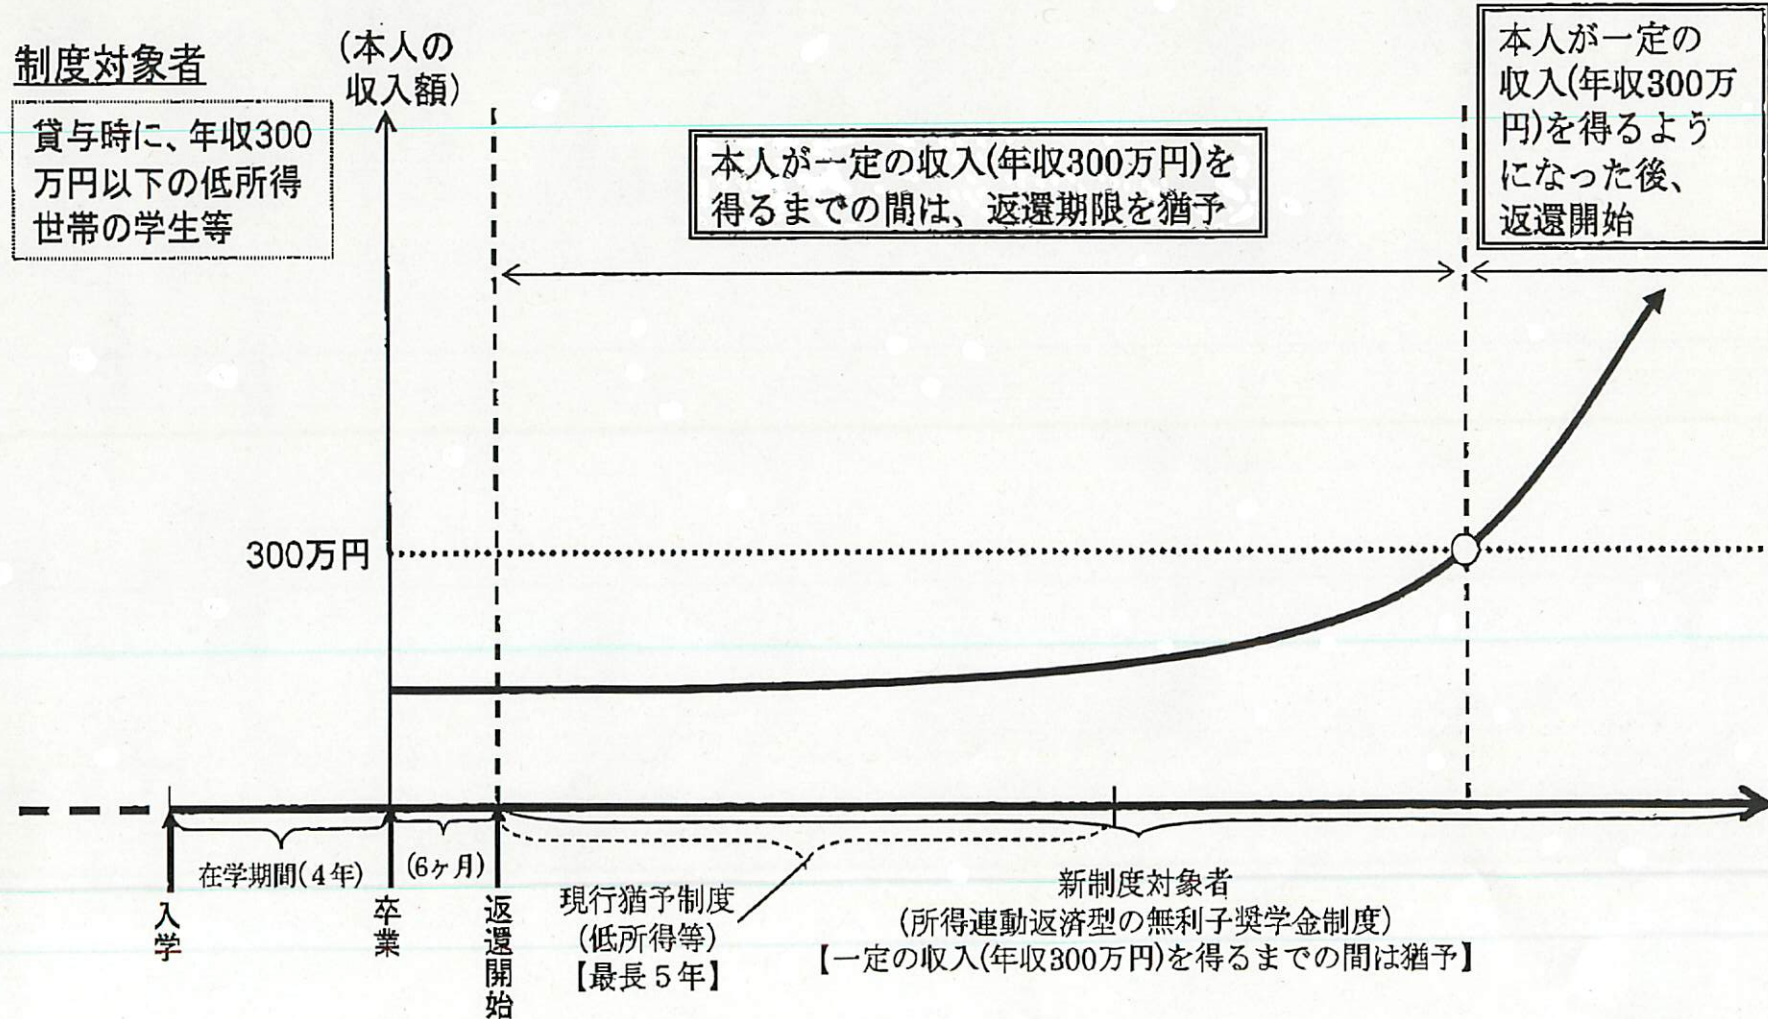 制度対象者
貸与時に、年収300
万円以下の低所得
世帯の学生等
(本人の
収入額)
本人が一定の収入(年収300万円)を
得るまでの間は、返還期限を猶予
本人が一定の
収入(年収300万
円)を得るよう
になった後、
返還開始
300万円
在学期間(4年)
(6ヶ月)
入学
卒業
返還開始
現行猶予制度
(低所得等)
【最長5年】
新制度対象者
(所得連動返済型の無利子奨学金制度)
【一定の収入(年収300万円)を得るまでの間は猶予】